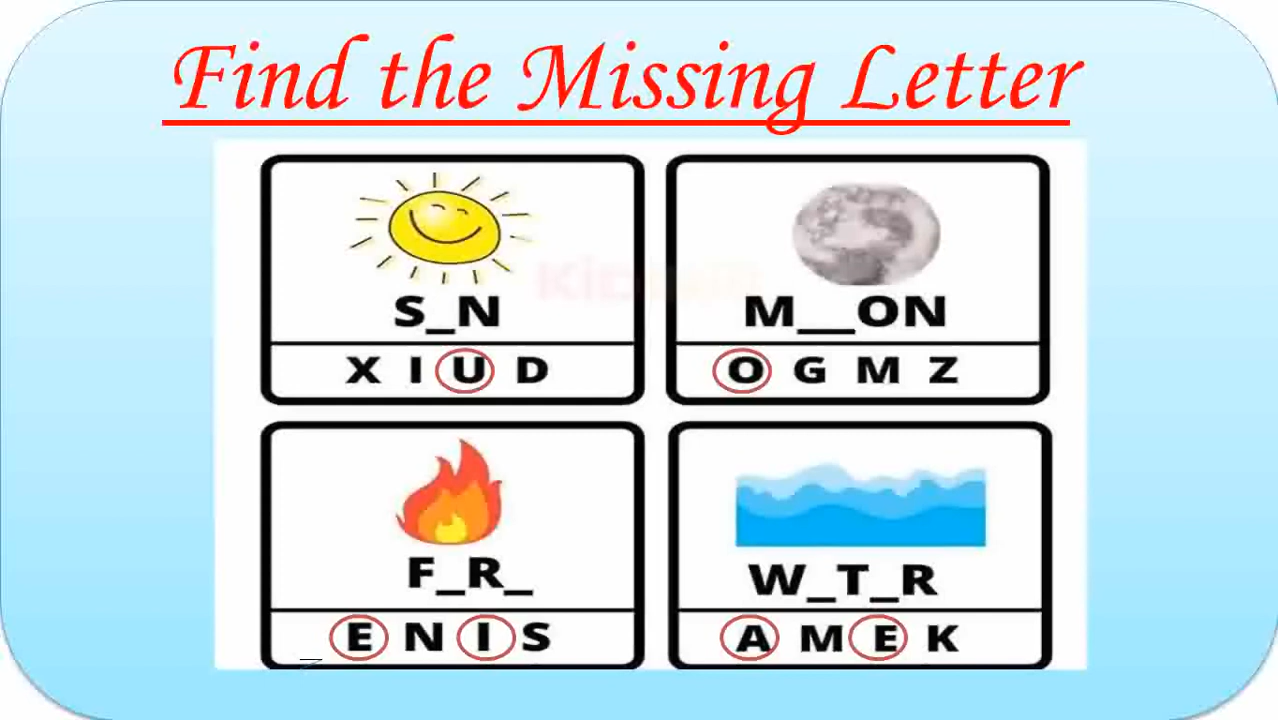 Find the Missing Letter
S_N
X I U D
M__ON
O G M Z
F_R_
E N I S
W_T_R
A M E K